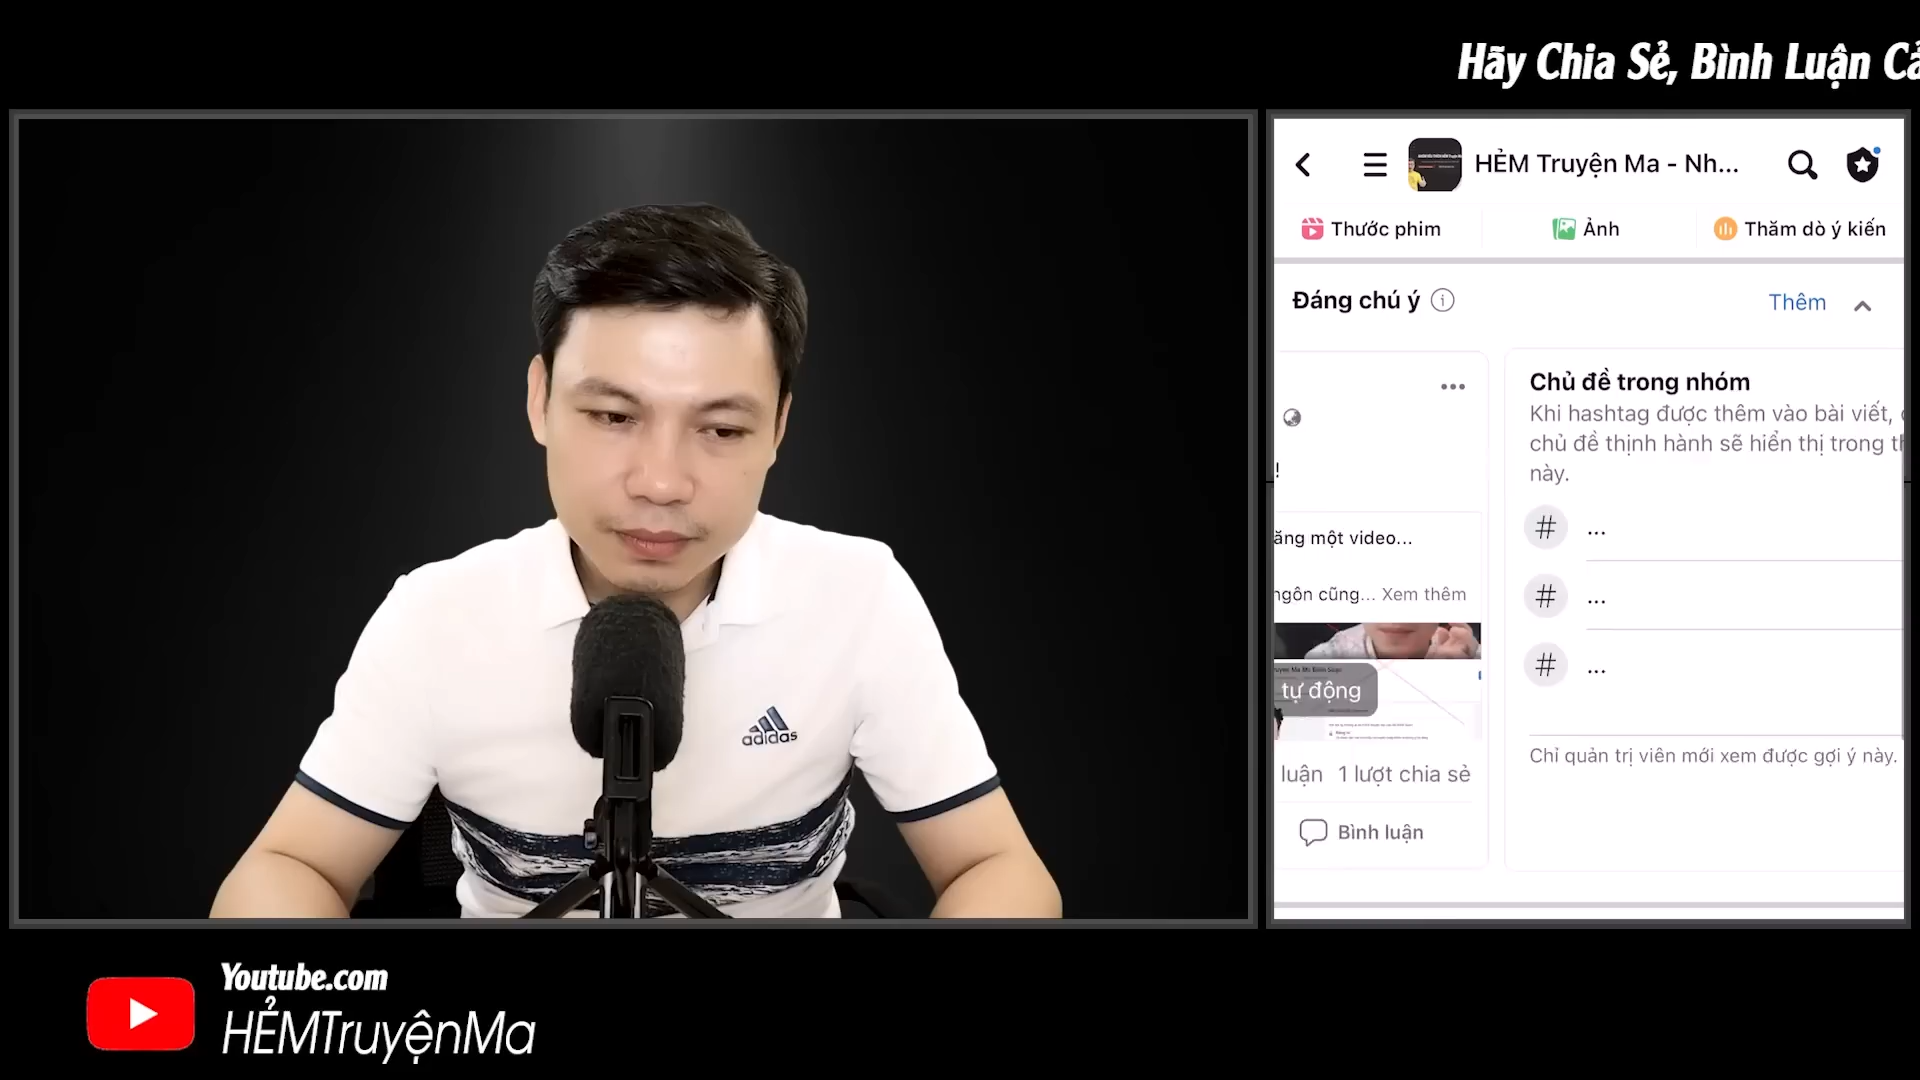 Hãy Chia Sẻ, Bình Luận
HẺM Truyện Ma - Nh...
Thước phim
Ảnh
Thăm dò ý kiến
Đáng chú ý
Thêm
Chủ đề trong nhóm
Khi hashtag được thêm vào bài viết,
chủ đề thịnh hành sẽ hiển thị trong
này.
!
# ...
một video...
# ...
cũng... Xem thêm
# ...
tự động
adidas
Chỉ quản trị viên mới xem được gợi ý này.
luận 1 lượt chia sẻ
Bình luận
Youtube.com
HẺMTruyệnMa